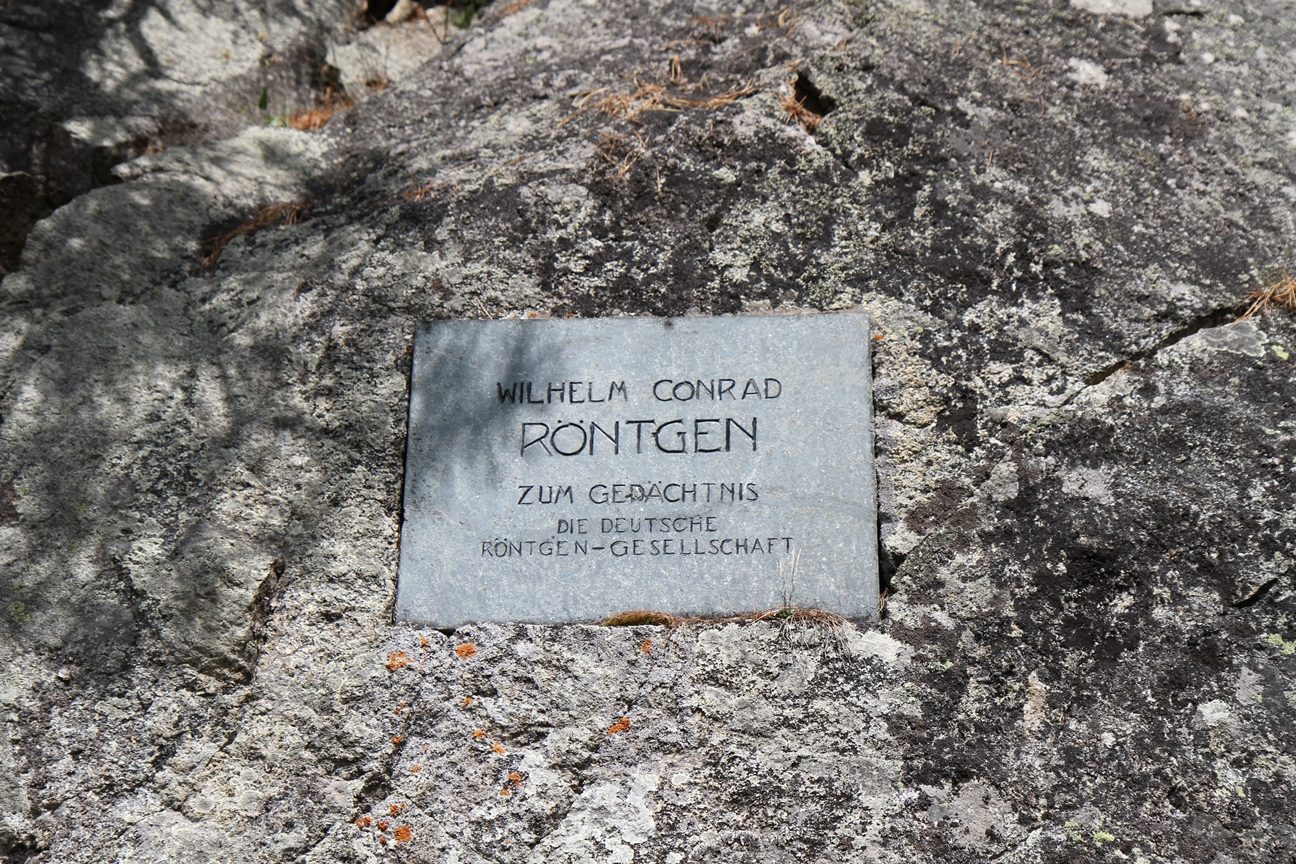 WILHELM CONRAD
RÖNTGEN
ZUM GEDÄCHTNIS
DIE DEUTSCHE
RÖNTGEN-GESELLSCHAFT